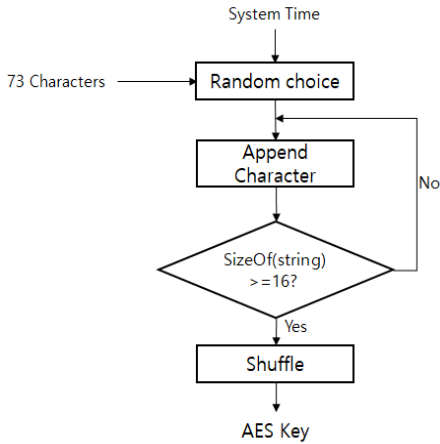 System Time
73 Characters
Random choice
Append
Character
No
SizeOf(string)
>=16?
Yes
Shuffle
AES Key